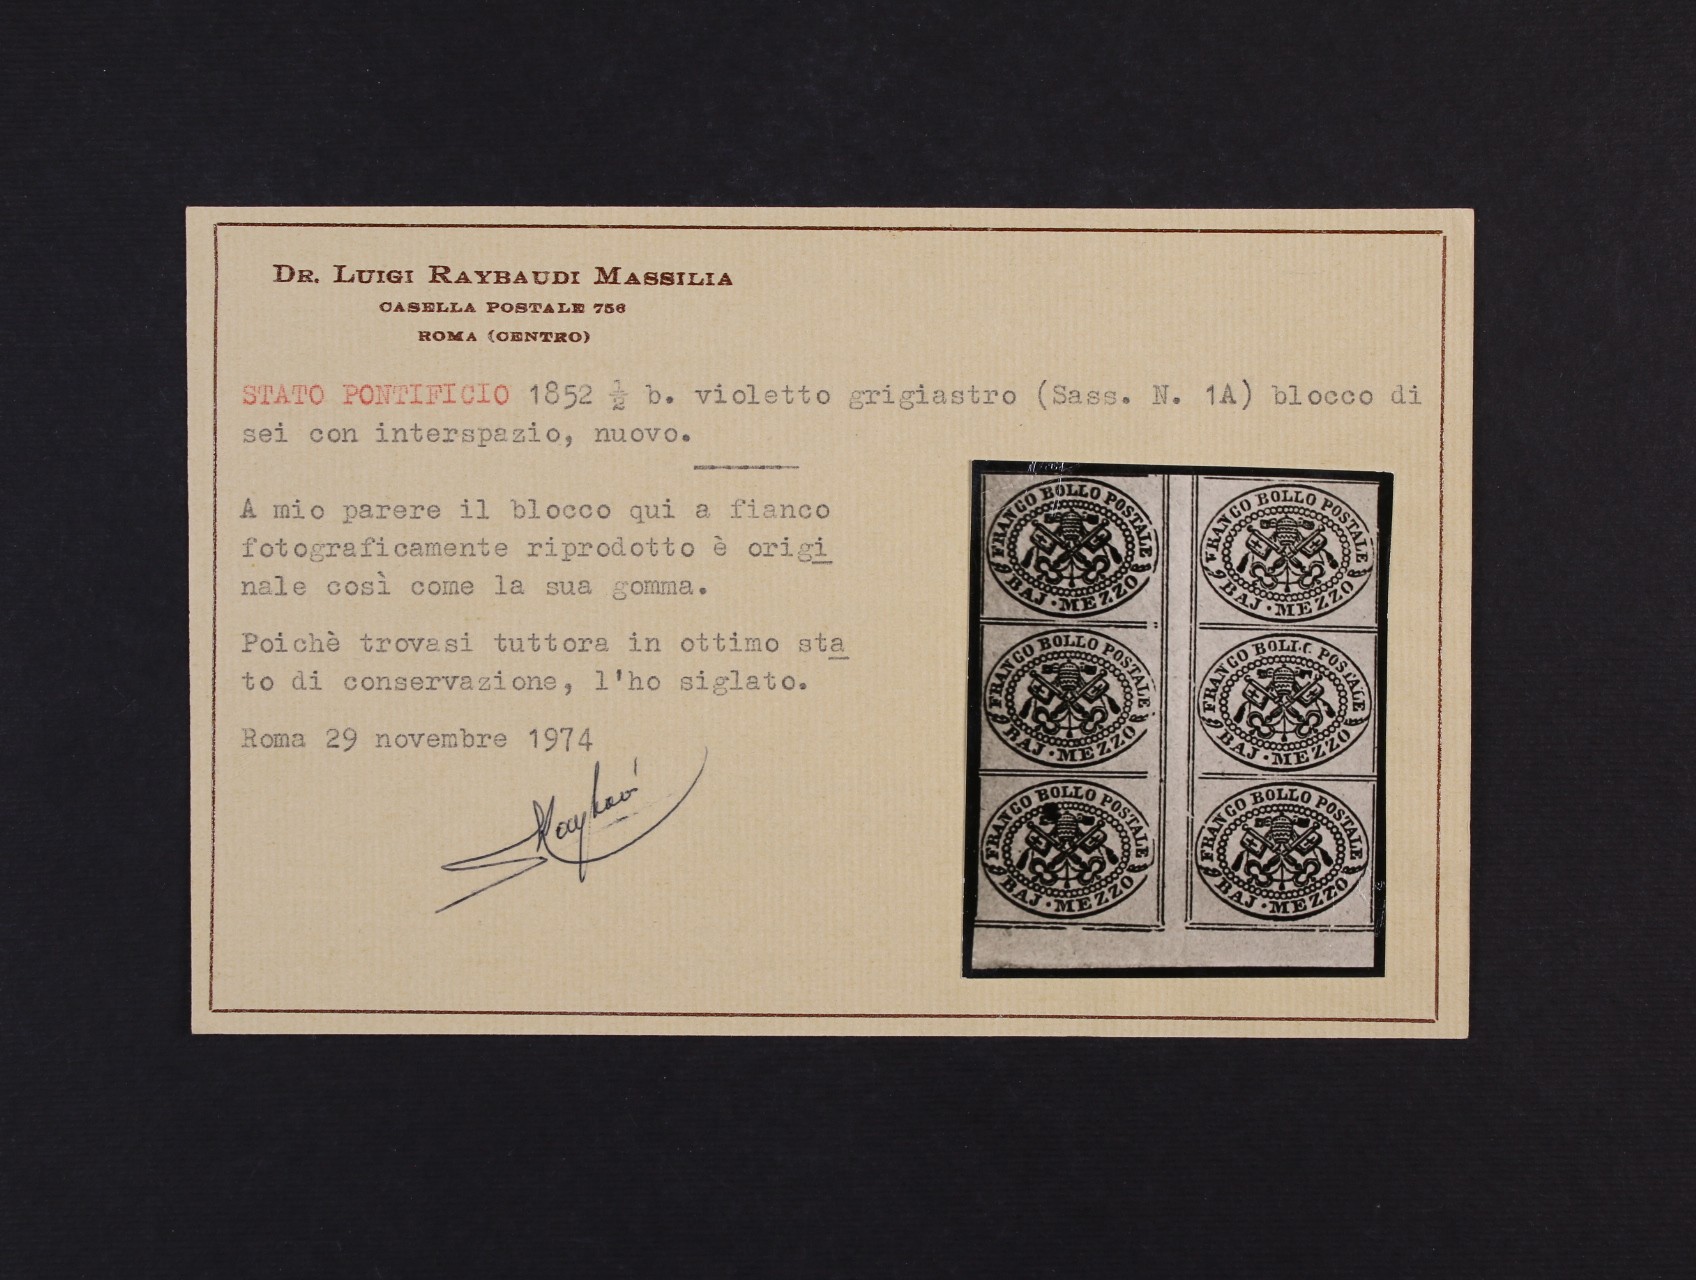 DR. LUIGI RAYBAUDI MASSILIA
CASELLA POSTALE 756
ROMA (CENTRO)
STATO PONTIFICIO 1852 ½ b. violetto grigiastro (Sass. N. 1A) blocco di
sei con interspazio, nuovo.
A mio parere il blocco qui a fianco
fotograficamente riprodotto è origi
nale così come la sua gomma.
Poichè trovasi tuttora in ottimo sta
to di conservazione, l'ho siglato.
Roma 29 novembre 1974
Raybaudi
FRANCO BOLLO POSTALE
BAJ·MEZZO
FRANCO BOLLO POSTALE
BAJ·MEZZO
FRANCO BOLLO POSTALE
BAJ·MEZZO
FRANCO BOLLO POSTALE
BAJ·MEZZO
FRANCO BOLLO POSTALE
BAJ·MEZZO
FRANCO BOLLO POSTALE
BAJ·MEZZO